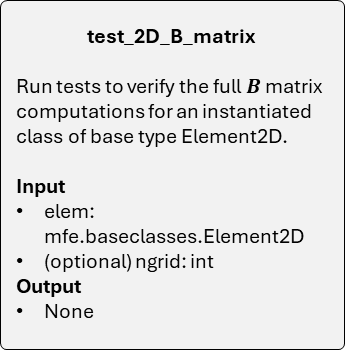 test_2D_B_matrix
Run tests to verify the full B matrix
computations for an instantiated
class of base type Element2D.
Input
• elem:
mfe.baseclasses.Element2D
• (optional) ngrid: int
Output
• None